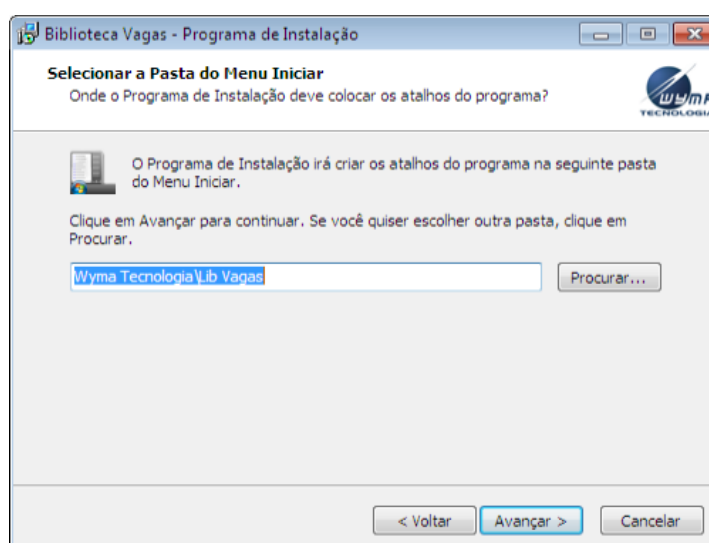 Biblioteca Vagas - Programa de Instalação
Selecionar a Pasta do Menu Iniciar
Onde o Programa de Instalação deve colocar os atalhos do programa?
TECNOLOGIA
O Programa de Instalação irá criar os atalhos do programa na seguinte pasta
do Menu Iniciar.
Clique em Avançar para continuar. Se você quiser escolher outra pasta, clique em
Procurar.
Wyma Tecnologia\Lib Vagas
Procurar...
< Voltar
Avançar >
Cancelar